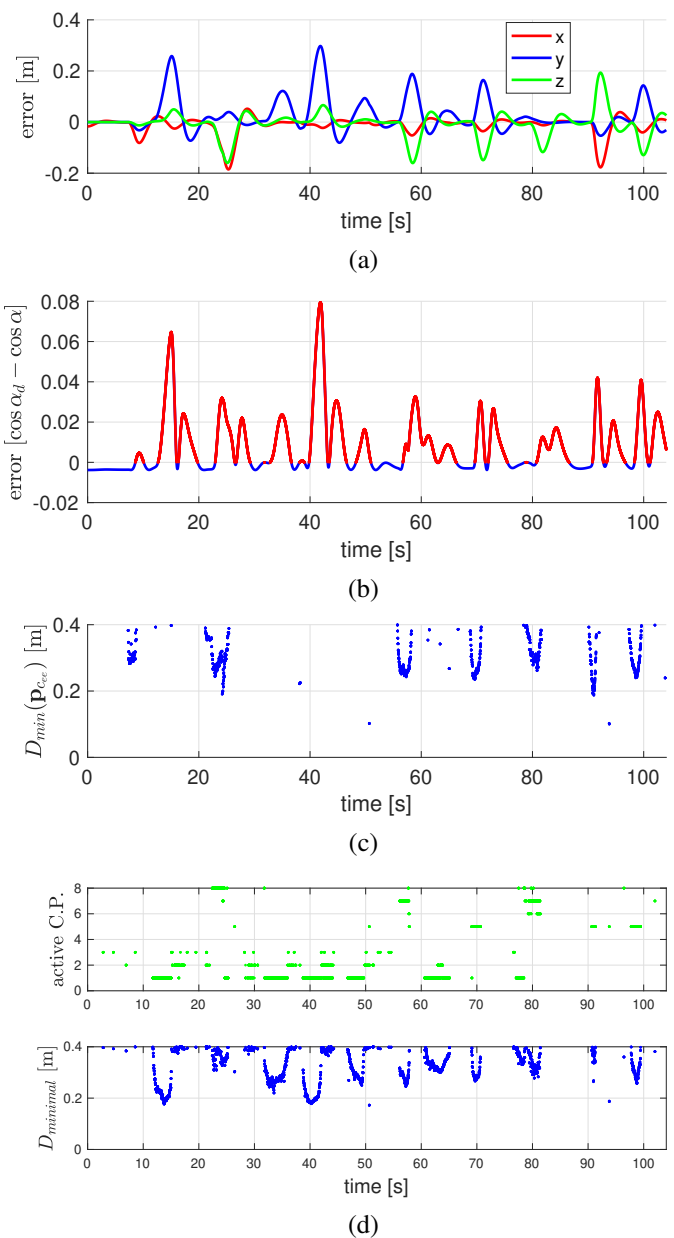 0.4
0.2
0
-0.2
error [m]
x
y
z
0 20 40 60 80 100
time [s]
(a)
0.08
0.06
0.04
0.02
0
-0.02
error [cos α_d − cos α]
0 20 40 60 80 100
time [s]
(b)
0.4
0.2
0
D_min(p_{c_ee}) [m]
0 20 40 60 80 100
time [s]
(c)
8
6
4
2
0
active C.P.
0 10 20 30 40 50 60 70 80 90 100
0.4
0.2
0
D_minimal [m]
0 10 20 30 40 50 60 70 80 90 100
time [s]
(d)